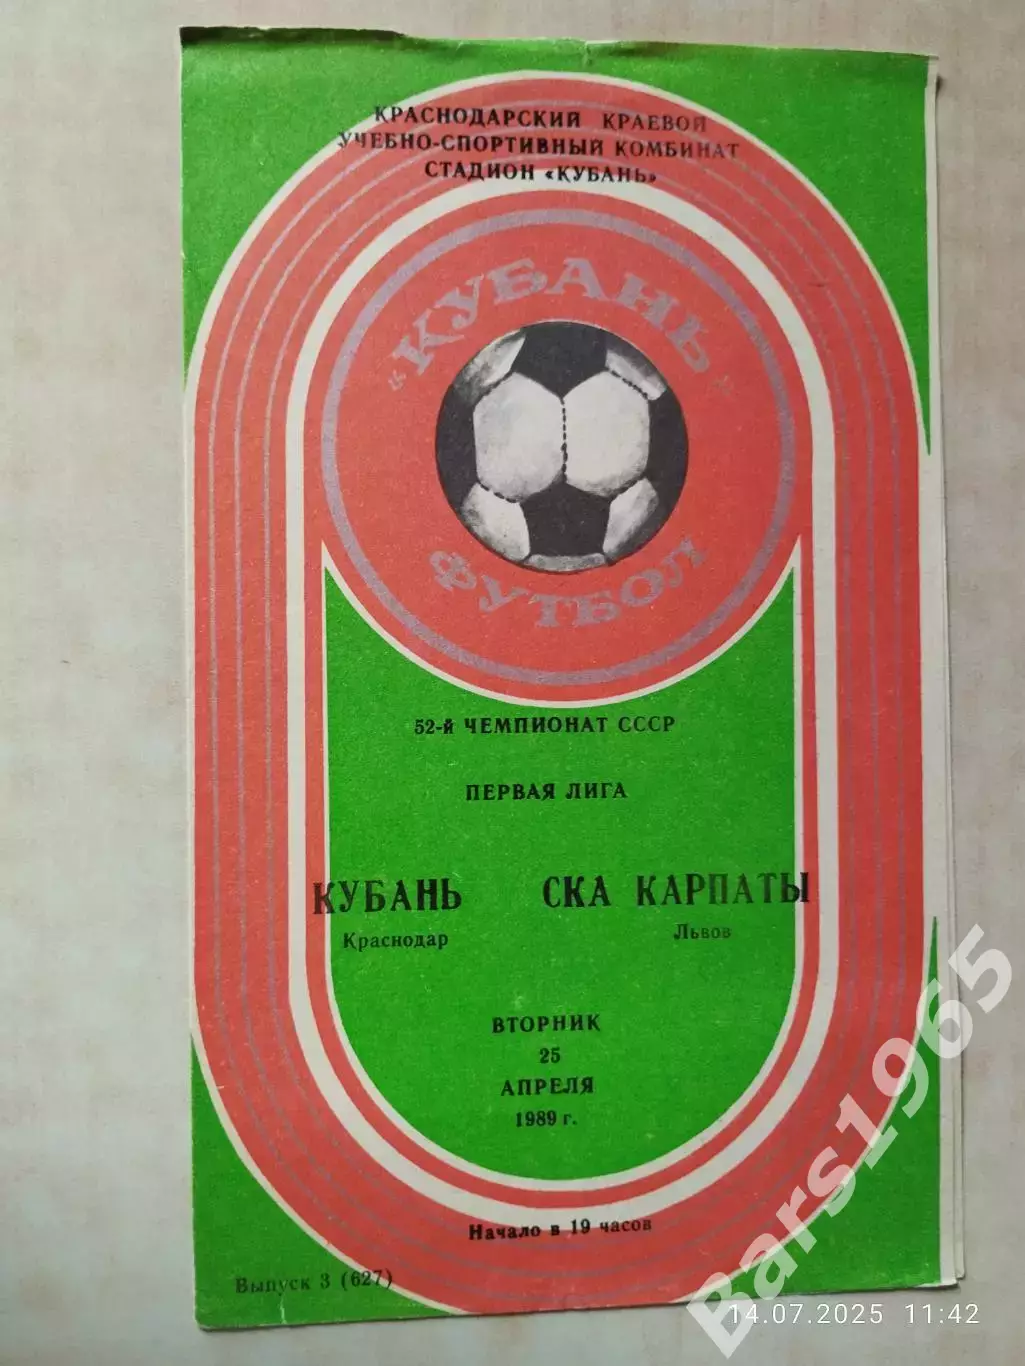 КРАСНОДАРСКИЙ КРАЕВОЙ
УЧЕБНО-СПОРТИВНЫЙ КОМБИНАТ
СТАДИОН «КУБАНЬ»
«КУБАНЬ»
ФУТБОЛ
52-й ЧЕМПИОНАТ СССР
ПЕРВАЯ ЛИГА
КУБАНЬ СКА КАРПАТЫ
Краснодар Львов
ВТОРНИК
25
АПРЕЛЯ
1989 г.
Начало в 19 часов
Выпуск 3 (627)
Bars1965
14.07.2025 11:42